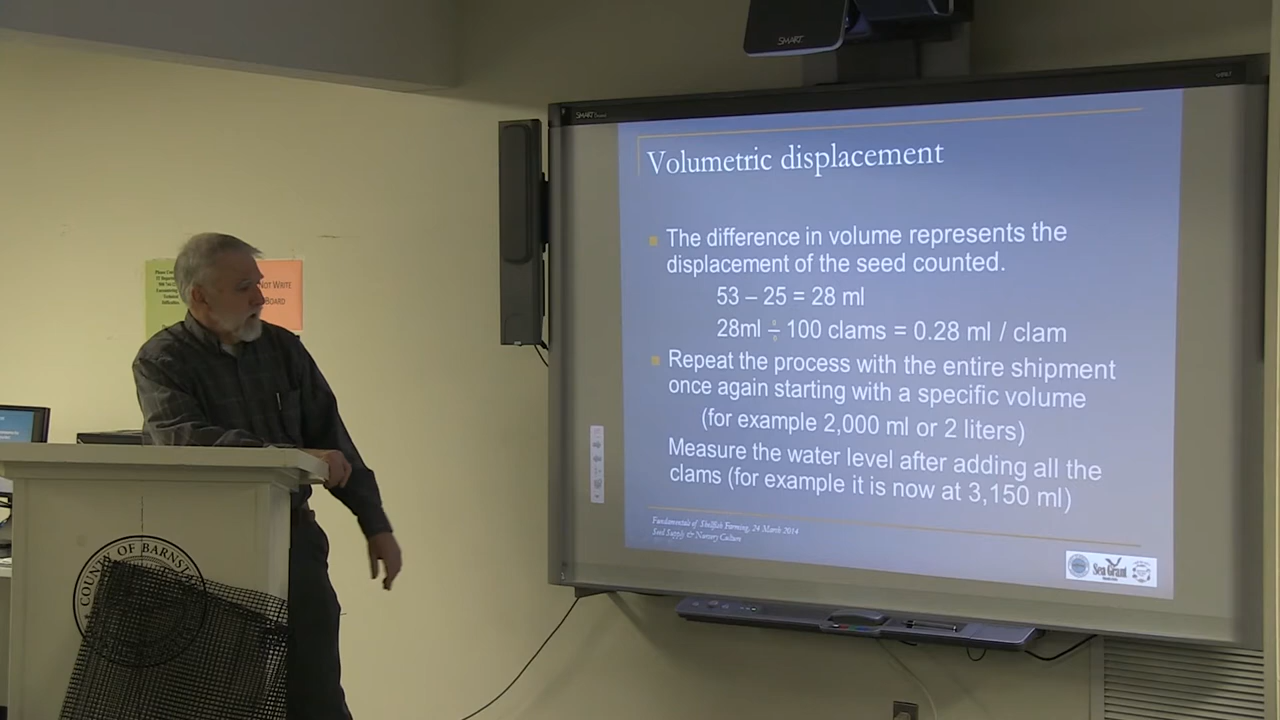 SMART
SMART Board
Volumetric displacement
The difference in volume represents the
displacement of the seed counted.
53 – 25 = 28 ml
28ml ÷ 100 clams = 0.28 ml / clam
Repeat the process with the entire shipment
once again starting with a specific volume
(for example 2,000 ml or 2 liters)
Measure the water level after adding all the
clams (for example it is now at 3,150 ml)
Fundamentals of Shellfish Farming, 24 March 2014
Seed Supply & Nursery Culture
Sea Grant
NOT WRITE
BOARD
COUNTY OF BARNST